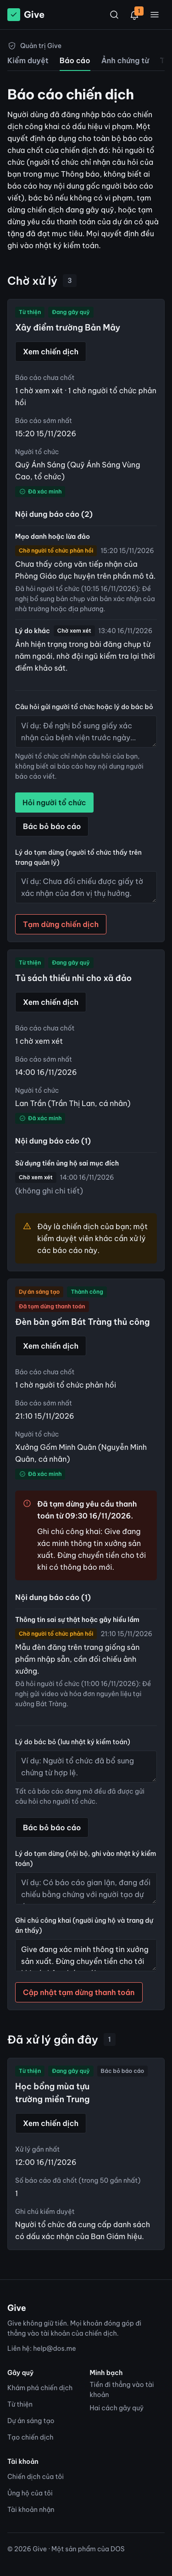 Give
1
Quản trị Give
Kiểm duyệt Báo cáo Ảnh chứng từ
Báo cáo chiến dịch
Người dùng đã đăng nhập báo cáo chiến
dịch công khai có dấu hiệu vi phạm. Một
quyết định áp dụng cho toàn bộ báo cáo
chưa chốt của chiến dịch đó: hỏi người tổ
chức (người tổ chức chỉ nhận câu hỏi của
bạn trong mục Thông báo, không biết ai
báo cáo hay nội dung gốc người báo cáo
viết), bác bỏ nếu không có vi phạm, tạm
dừng chiến dịch đang gây quỹ, hoặc tạm
dừng yêu cầu thanh toán của dự án có quà
tặng đã đạt mục tiêu. Mọi quyết định đều
ghi vào nhật ký kiểm toán.
Chờ xử lý 3
Từ thiện Đang gây quỹ
Xây điểm trường Bản Mây
Xem chiến dịch
Báo cáo chưa chốt
1 chờ xem xét · 1 chờ người tổ chức phản
hồi
Báo cáo sớm nhất
15:20 15/11/2026
Người tổ chức
Quỹ Ánh Sáng (Quỹ Ánh Sáng Vùng
Cao, tổ chức)
Đã xác minh
Nội dung báo cáo (2)
Mạo danh hoặc lừa đảo
Chờ người tổ chức phản hồi 15:20 15/11/2026
Chưa thấy công văn tiếp nhận của
Phòng Giáo dục huyện trên phần mô tả.
Đã hỏi người tổ chức (10:15 16/11/2026): Đề
nghị bổ sung bản chụp văn bản xác nhận của
nhà trường hoặc địa phương.
Lý do khác Chờ xem xét 13:40 16/11/2026
Ảnh hiện trạng trong bài đăng chụp từ
năm ngoái, nhờ đội ngũ kiểm tra lại thời
điểm khảo sát.
Câu hỏi gửi người tổ chức hoặc lý do bác bỏ
Ví dụ: Đề nghị bổ sung giấy xác
nhận của bệnh viện trước ngày...
Người tổ chức chỉ nhận câu hỏi của bạn,
không biết ai báo cáo hay nội dung người
báo cáo viết.
Hỏi người tổ chức
Bác bỏ báo cáo
Lý do tạm dừng (người tổ chức thấy trên
trang quản lý)
Ví dụ: Chưa đối chiếu được giấy tờ
xác nhận của đơn vị thụ hưởng.
Tạm dừng chiến dịch
Từ thiện Đang gây quỹ
Tủ sách thiếu nhi cho xã đảo
Xem chiến dịch
Báo cáo chưa chốt
1 chờ xem xét
Báo cáo sớm nhất
14:00 16/11/2026
Người tổ chức
Lan Trần (Trần Thị Lan, cá nhân)
Đã xác minh
Nội dung báo cáo (1)
Sử dụng tiền ủng hộ sai mục đích
Chờ xem xét 14:00 16/11/2026
(không ghi chi tiết)
Đây là chiến dịch của bạn; một
kiểm duyệt viên khác cần xử lý
các báo cáo này.
Dự án sáng tạo Thành công
Đã tạm dừng thanh toán
Đèn bàn gốm Bát Tràng thủ công
Xem chiến dịch
Báo cáo chưa chốt
1 chờ người tổ chức phản hồi
Báo cáo sớm nhất
21:10 15/11/2026
Người tổ chức
Xưởng Gốm Minh Quân (Nguyễn Minh
Quân, cá nhân)
Đã xác minh
Đã tạm dừng yêu cầu thanh
toán từ 09:30 16/11/2026.
Ghi chú công khai: Give đang
xác minh thông tin xưởng sản
xuất. Đừng chuyển tiền cho tới
khi có thông báo mới.
Nội dung báo cáo (1)
Thông tin sai sự thật hoặc gây hiểu lầm
Chờ người tổ chức phản hồi 21:10 15/11/2026
Mẫu đèn đăng trên trang giống sản
phẩm nhập sẵn, cần đối chiếu ảnh
xưởng.
Đã hỏi người tổ chức (11:00 16/11/2026): Đề
nghị gửi video và hóa đơn nguyên liệu tại
xưởng Bát Tràng.
Lý do bác bỏ (lưu nhật ký kiểm toán)
Ví dụ: Người tổ chức đã bổ sung
chứng từ hợp lệ.
Tất cả báo cáo đang mở đều đã được gửi
câu hỏi cho người tổ chức.
Bác bỏ báo cáo
Lý do tạm dừng (nội bộ, ghi vào nhật ký kiểm
toán)
Ví dụ: Có báo cáo gian lận, đang đối
chiếu bằng chứng với người tạo dự
Ghi chú công khai (người ủng hộ và trang dự
án thấy)
Give đang xác minh thông tin xưởng
sản xuất. Đừng chuyển tiền cho tới
Cập nhật tạm dừng thanh toán
Đã xử lý gần đây 1
Từ thiện Đang gây quỹ Bác bỏ báo cáo
Học bổng mùa tựu
trường miền Trung
Xem chiến dịch
Xử lý gần nhất
12:00 16/11/2026
Số báo cáo đã chốt (trong 50 gần nhất)
1
Ghi chú kiểm duyệt
Người tổ chức đã cung cấp danh sách
có dấu xác nhận của Ban Giám hiệu.
Give
Give không giữ tiền. Mọi khoản đóng góp đi
thẳng vào tài khoản của chiến dịch.
Liên hệ: help@dos.me
Gây quỹ
Khám phá chiến dịch
Từ thiện
Dự án sáng tạo
Tạo chiến dịch
Minh bạch
Tiền đi thẳng vào tài
khoản
Hai cách gây quỹ
Tài khoản
Chiến dịch của tôi
Ủng hộ của tôi
Tài khoản nhận
© 2026 Give · Một sản phẩm của DOS